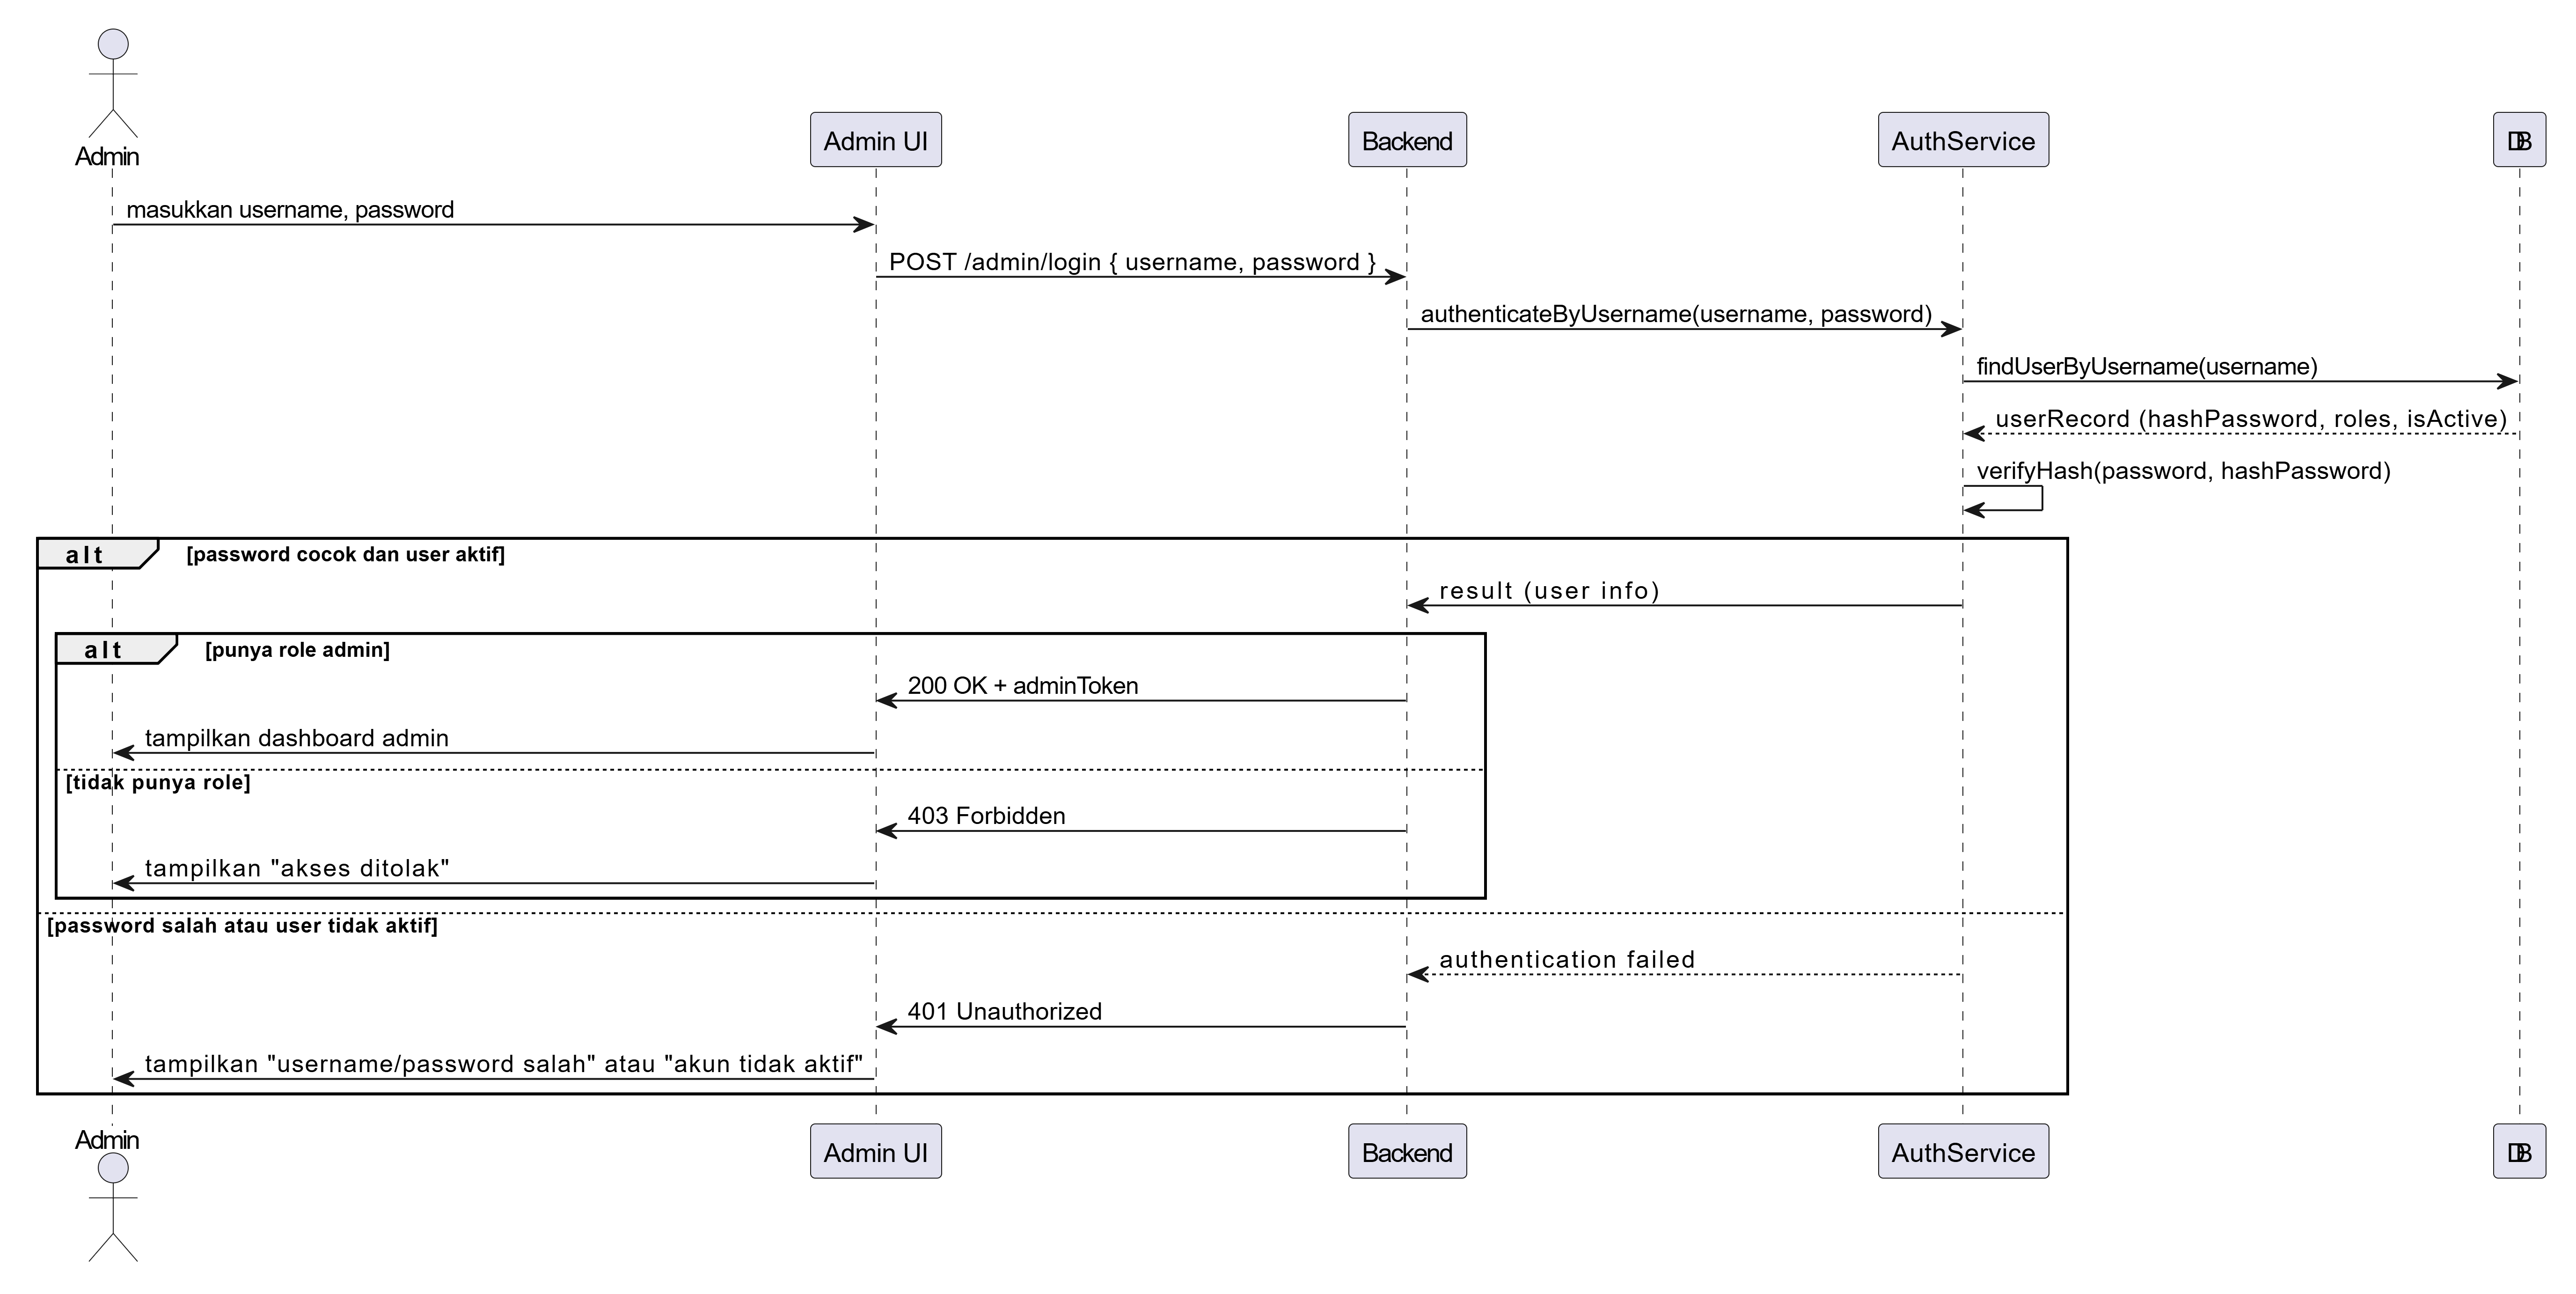 Admin
Admin UI
Backend
AuthService
DB
masukkan username, password
POST /admin/login { username, password }
authenticateByUsername(username, password)
findUserByUsername(username)
userRecord (hashPassword, roles, isActive)
verifyHash(password, hashPassword)
alt [password cocok dan user aktif]
result (user info)
alt [punya role admin]
200 OK + adminToken
tampilkan dashboard admin
[tidak punya role]
403 Forbidden
tampilkan "akses ditolak"
[password salah atau user tidak aktif]
authentication failed
401 Unauthorized
tampilkan "username/password salah" atau "akun tidak aktif"
Admin
Admin UI
Backend
AuthService
DB